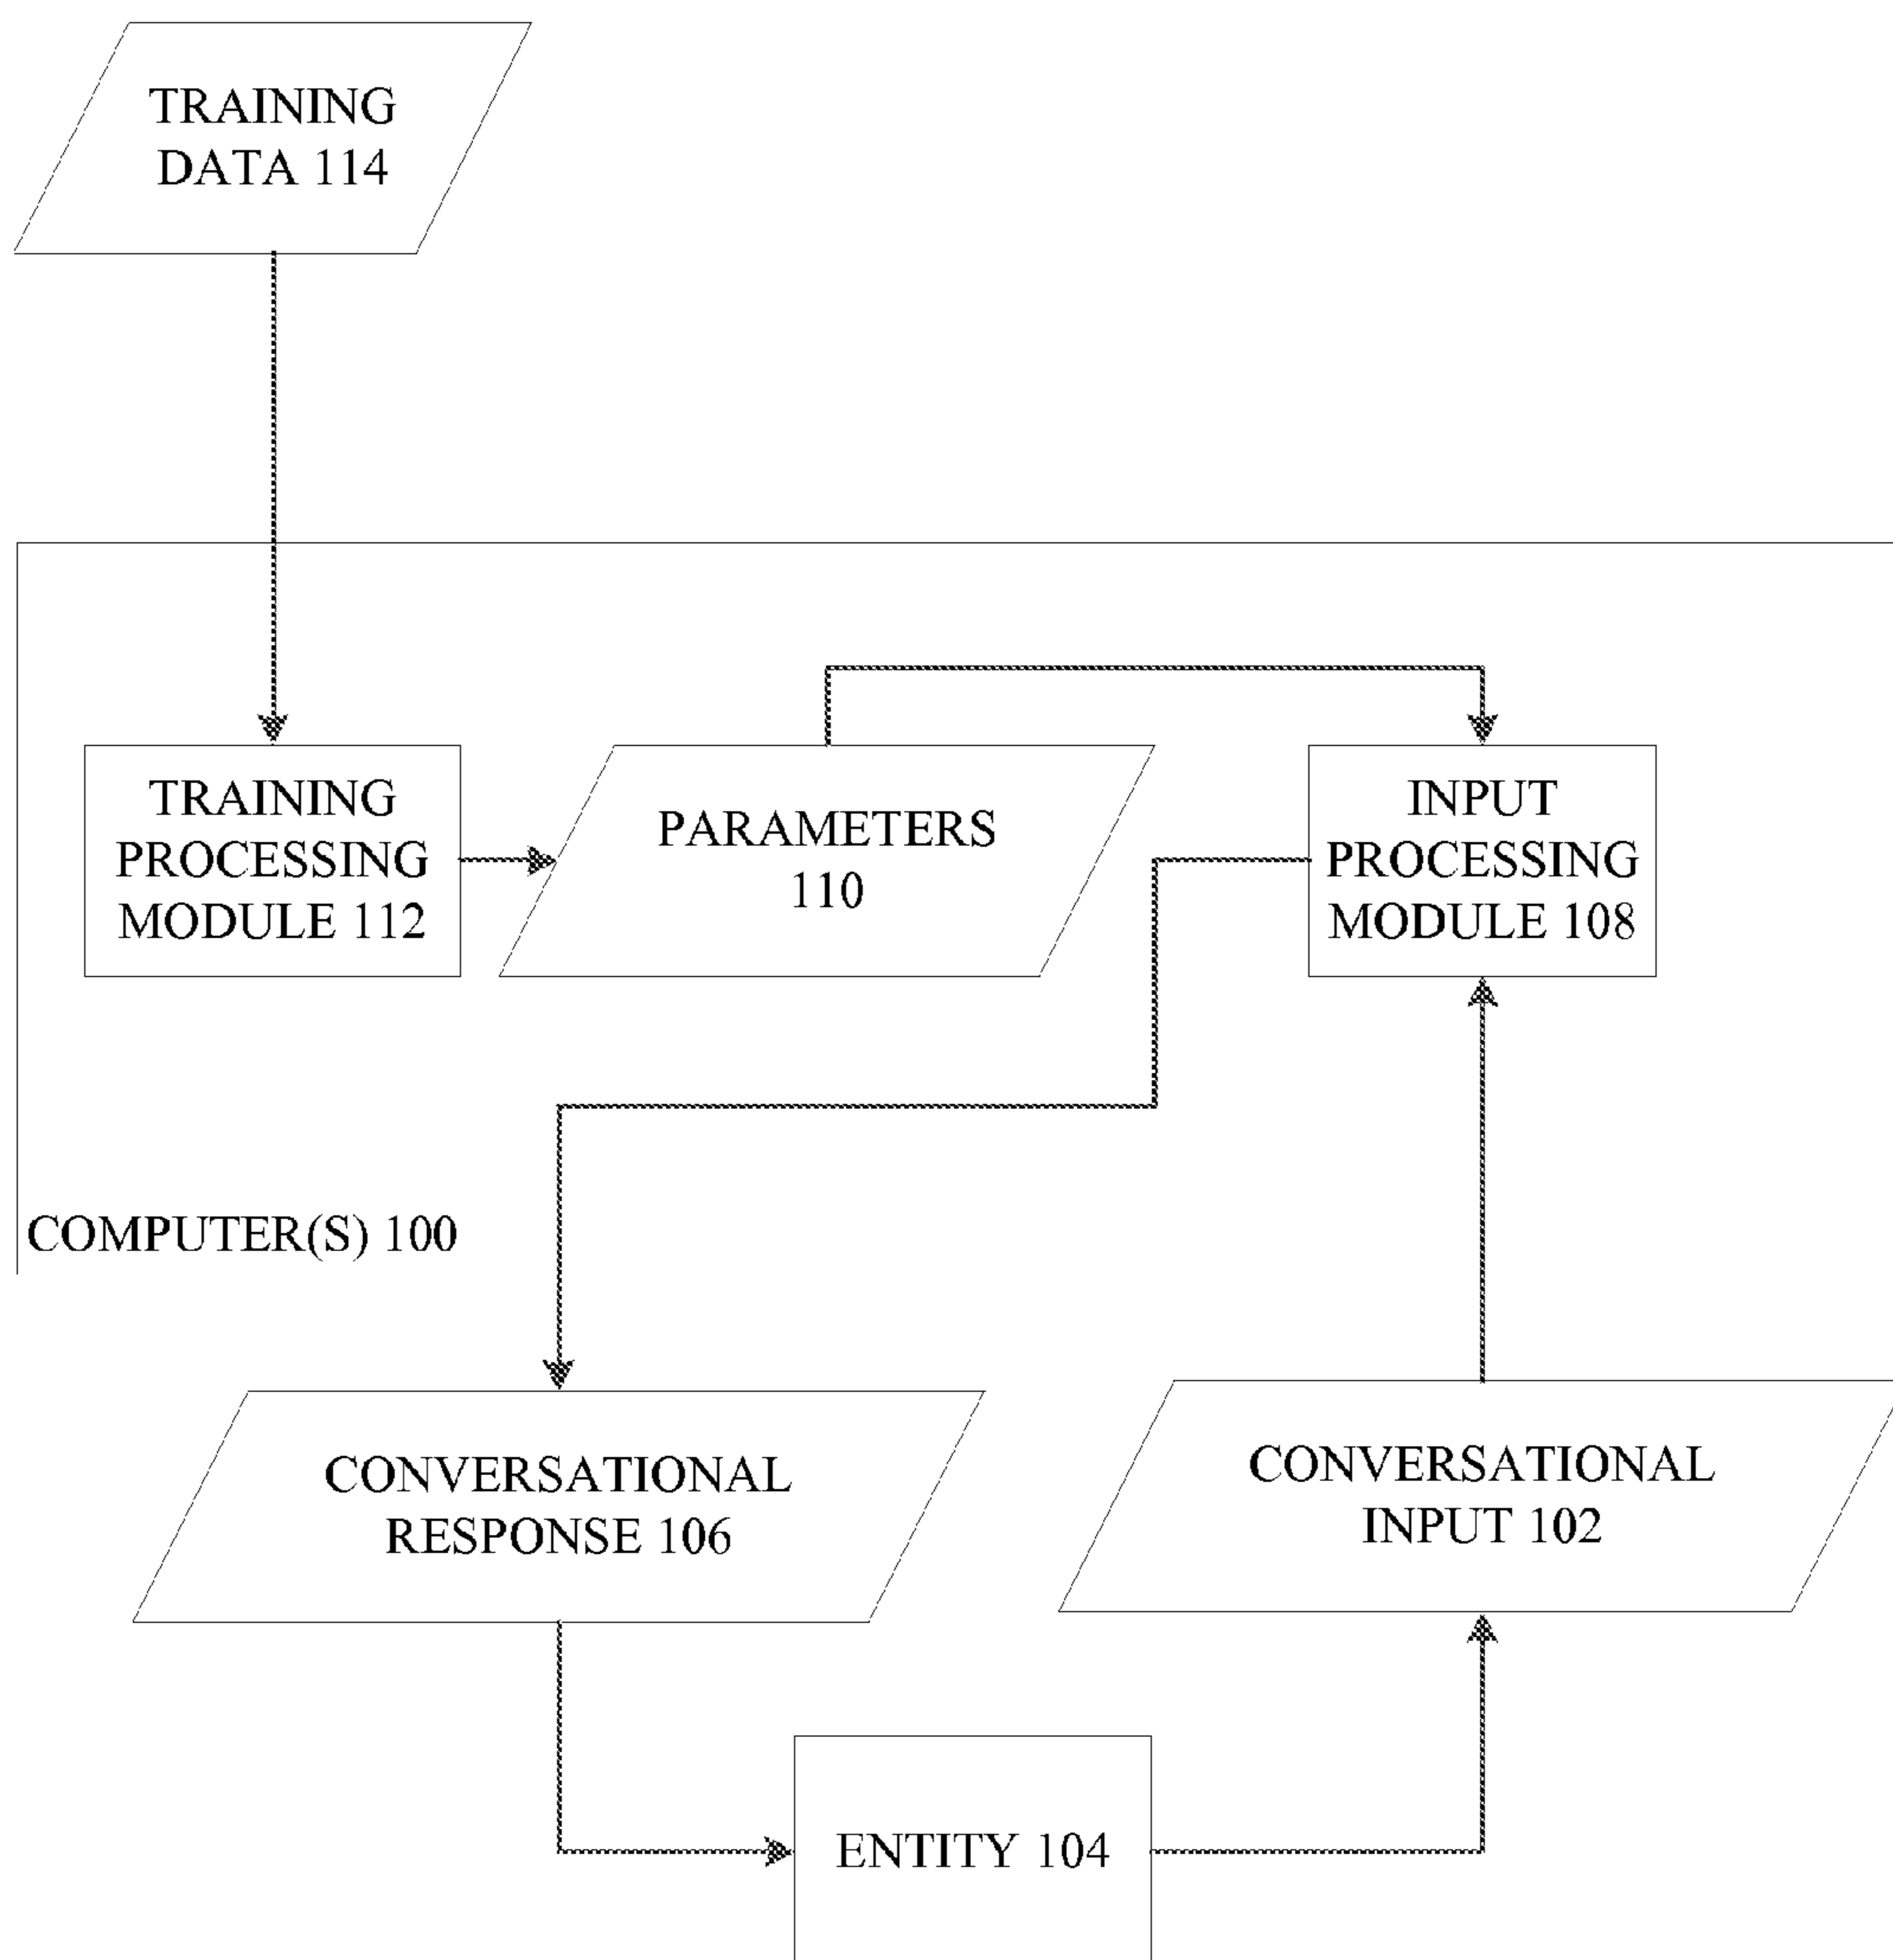 TRAINING
DATA 114
TRAINING
PROCESSING
MODULE 112
PARAMETERS
110
INPUT
PROCESSING
MODULE 108
COMPUTER(S) 100
CONVERSATIONAL
RESPONSE 106
CONVERSATIONAL
INPUT 102
ENTITY 104